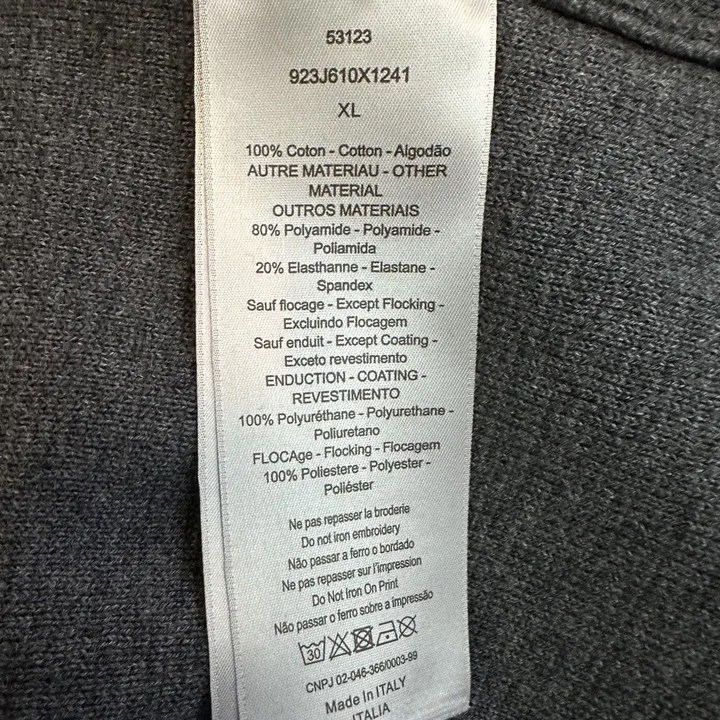 53123
923J610X1241
XL
100% Coton - Cotton - Algodão
AUTRE MATERIAU - OTHER
MATERIAL
OUTROS MATERIAIS
80% Polyamide - Polyamide -
Poliamida
20% Elasthanne - Elastane -
Spandex
Sauf flocage - Except Flocking -
Excluindo Flocagem
Sauf enduit - Except Coating -
Exceto revestimento
ENDUCTION - COATING -
REVESTIMENTO
100% Polyuréthane - Polyurethane -
Poliuretano
FLOCAge - Flocking - Flocagem
100% Poliestere - Polyester -
Poliéster
Ne pas repasser la broderie
Do not iron embroidery
Não passar a ferro o bordado
Ne pas repasser sur l'impression
Do Not Iron On Print
Não passar o ferro sobre a impressão
30
CNPJ 02-046-366/0003-99
Made In ITALY
ITALIA